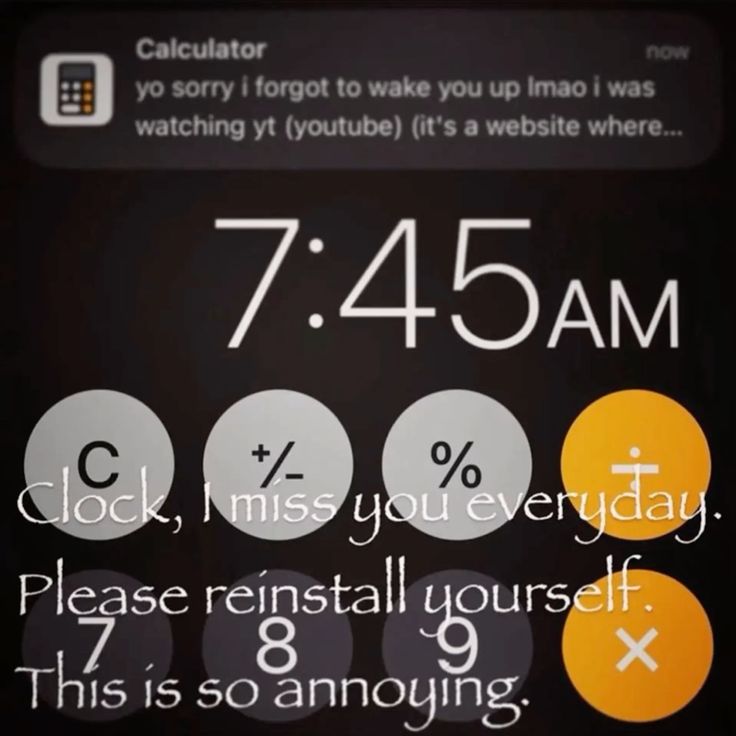 Calculator now
yo sorry i forgot to wake you up lmao i was
watching yt (youtube) (it's a website where...
7:45AM
C +/- % ÷
Clock, I miss you everyday.
Please reinstall yourself.
7 8 9 ×
This is so annoying.